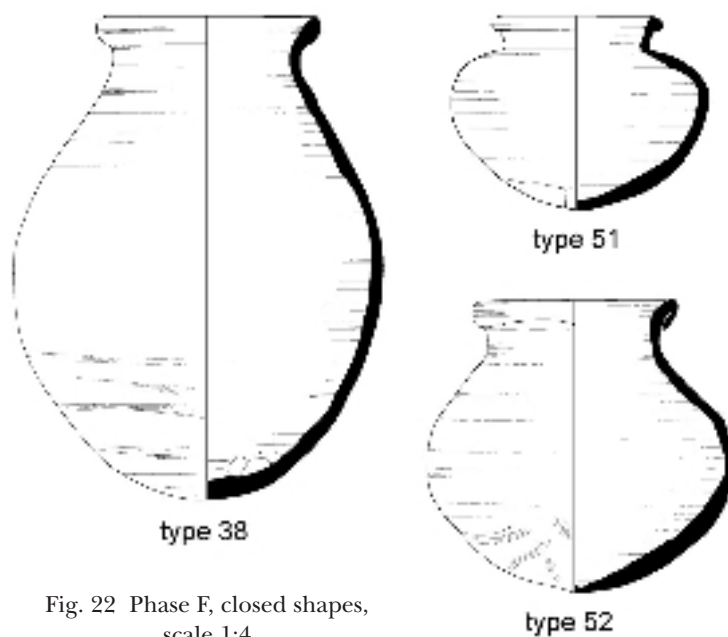 type 51
type 38
type 52
Fig. 22 Phase F, closed shapes,
scale 1:4